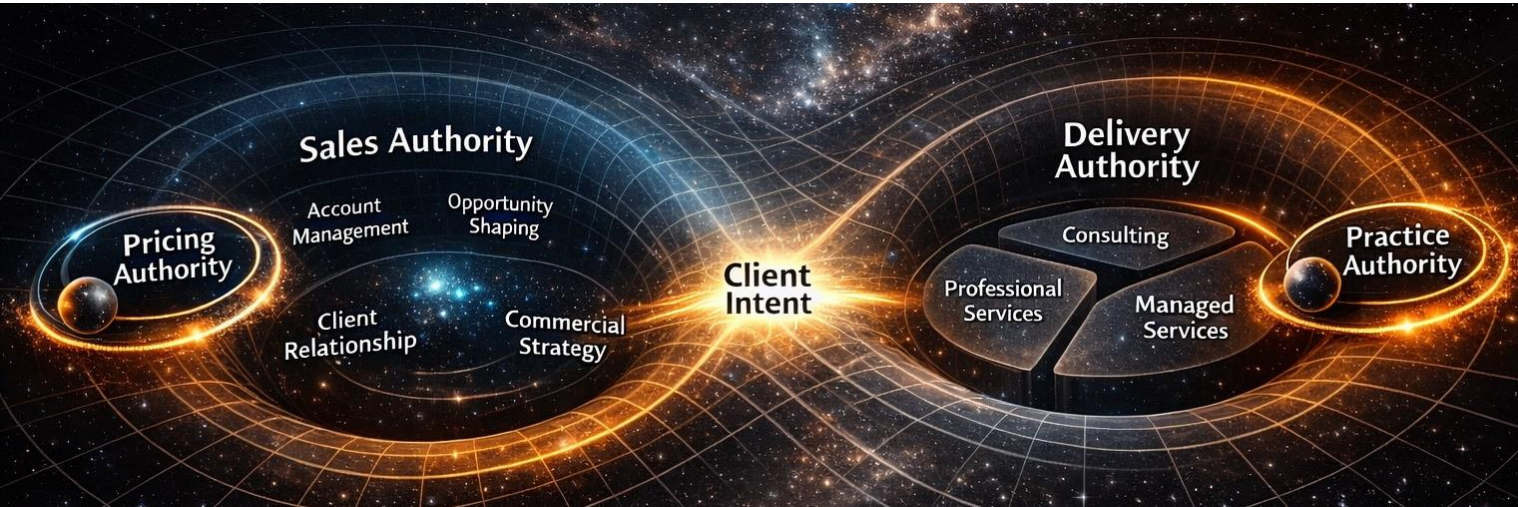 Sales Authority
Account
Management
Opportunity
Shaping
Pricing
Authority
Client
Relationship
Commercial
Strategy
Client
Intent
Delivery
Authority
Consulting
Professional
Services
Managed
Services
Practice
Authority